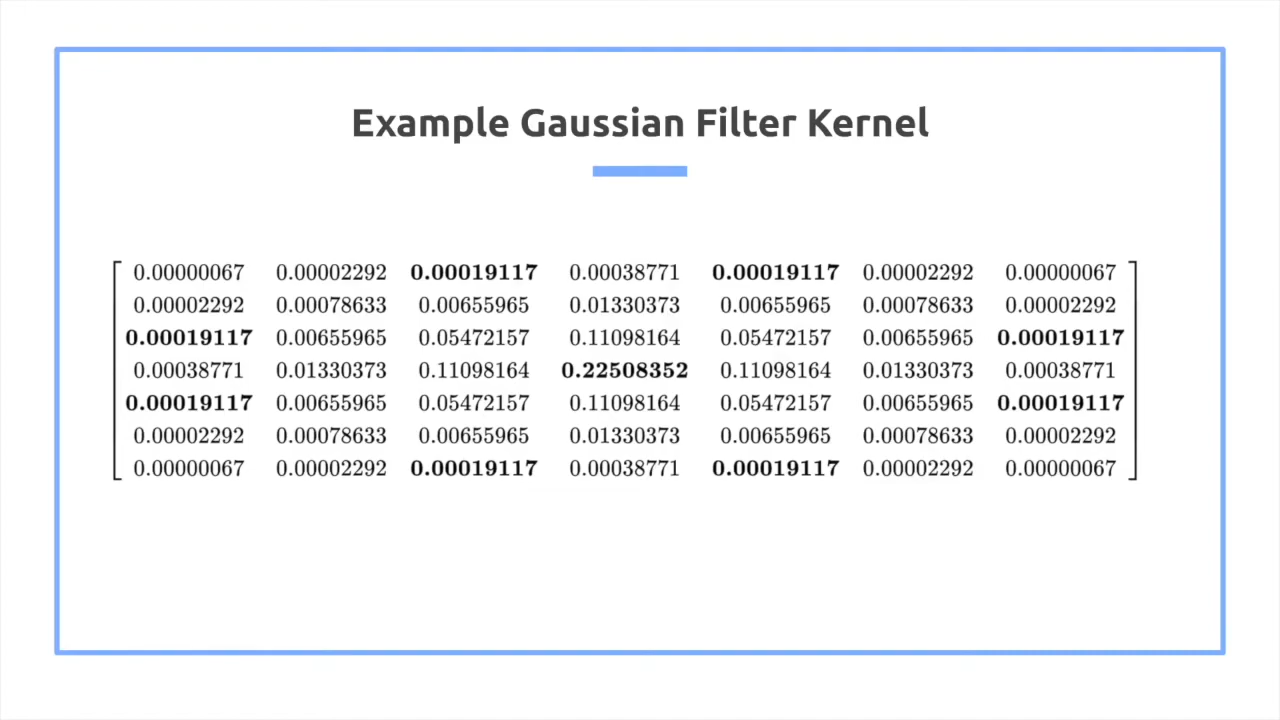 Example Gaussian Filter Kernel
0.00000067 0.00002292 0.00019117 0.00038771 0.00019117 0.00002292 0.00000067
0.00002292 0.00078633 0.00655965 0.01330373 0.00655965 0.00078633 0.00002292
0.00019117 0.00655965 0.05472157 0.11098164 0.05472157 0.00655965 0.00019117
0.00038771 0.01330373 0.11098164 0.22508352 0.11098164 0.01330373 0.00038771
0.00019117 0.00655965 0.05472157 0.11098164 0.05472157 0.00655965 0.00019117
0.00002292 0.00078633 0.00655965 0.01330373 0.00655965 0.00078633 0.00002292
0.00000067 0.00002292 0.00019117 0.00038771 0.00019117 0.00002292 0.00000067